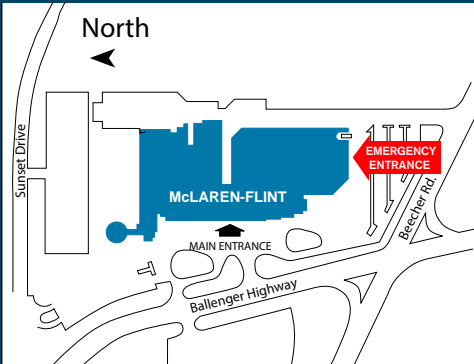 North
Sunset Drive
EMERGENCY
ENTRANCE
McLAREN-FLINT
Beecher Rd.
MAIN ENTRANCE
Ballenger Highway